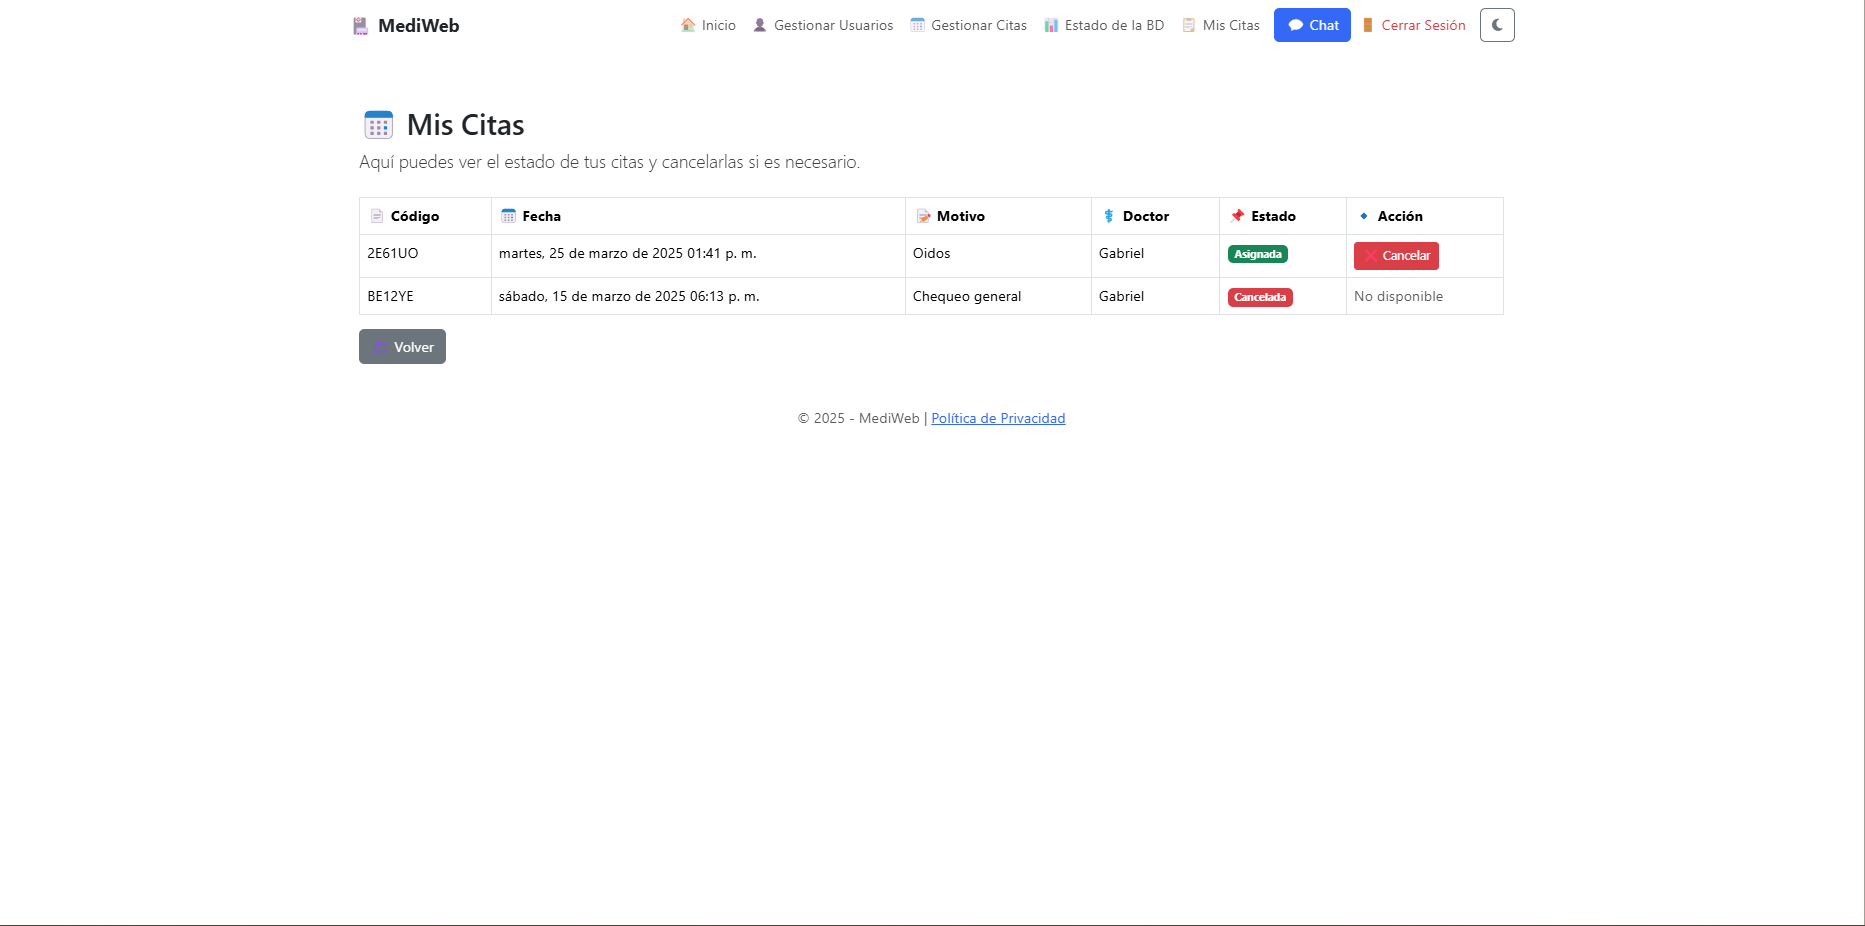 MediWeb Inicio Gestionar Usuarios Gestionar Citas Estado de la BD Mis Citas Chat Cerrar Sesión
Mis Citas
Aquí puedes ver el estado de tus citas y cancelarlas si es necesario.
Código Fecha Motivo Doctor Estado Acción
2E61UO martes, 25 de marzo de 2025 01:41 p. m. Oidos Gabriel Asignada Cancelar
BE12YE sábado, 15 de marzo de 2025 06:13 p. m. Chequeo general Gabriel Cancelada No disponible
Volver
© 2025 - MediWeb | Política de Privacidad